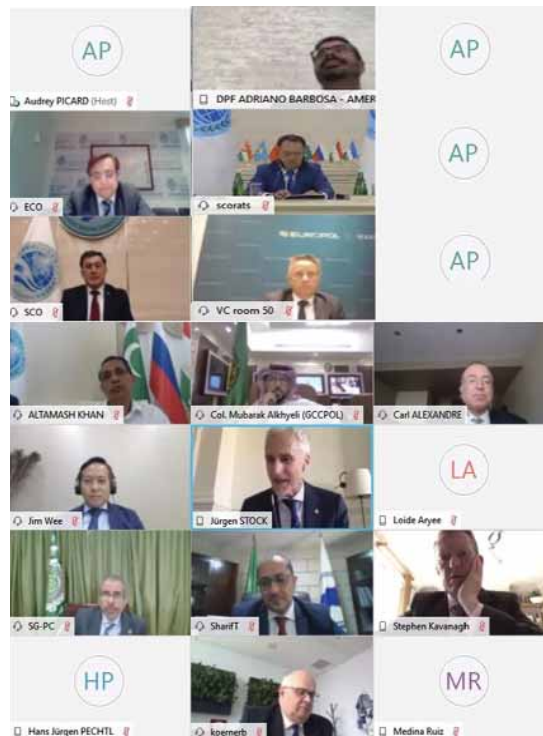 AP
Audrey PICARD (Host)
DPF ADRIANO BARBOSA - AMER
AP
ECO
scorats
AP
SCO
EUROPOL
VC room 50
AP
ALTAMASH KHAN
Col. Mubarak Alkhyeli (GCCPOL)
Carl ALEXANDRE
Jim Wee
Jürgen STOCK
LA
Loide Aryee
SG-PC
SharifT
Stephen Kavanagh
HP
Hans Jürgen PECHTL
koernerb
MR
Medina Ruiz